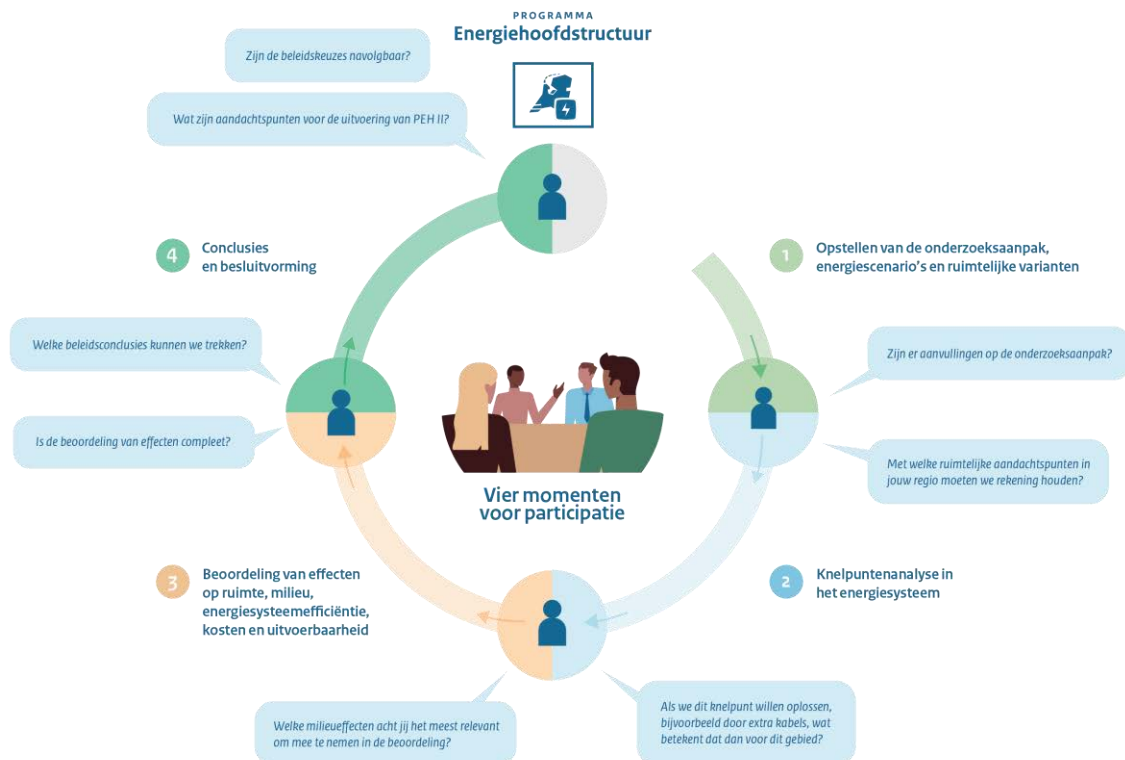 PROGRAMMA
Energiehoofdstructuur
Zijn de beleidskeuzes navolgbaar?
Wat zijn aandachtspunten voor de uitvoering van PEH II?
4
Conclusies
en besluitvorming
1
Opstellen van de onderzoeksaanpak,
energiescenario's en ruimtelijke varianten
Welke beleidsconclusies kunnen we trekken?
Zijn er aanvullingen op de onderzoeksaanpak?
Is de beoordeling van effecten compleet?
Met welke ruimtelijke aandachtspunten in
jouw regio moeten we rekening houden?
Vier momenten
voor participatie
3
Beoordeling van effecten
op ruimte, milieu,
energiesysteemefficiëntie,
kosten en uitvoerbaarheid
2
Knelpuntenanalyse in
het energiesysteem
Welke milieueffecten acht jij het meest relevant
om mee te nemen in de beoordeling?
Als we dit knelpunt willen oplossen,
bijvoorbeeld door extra kabels, wat
betekent dat dan voor dit gebied?